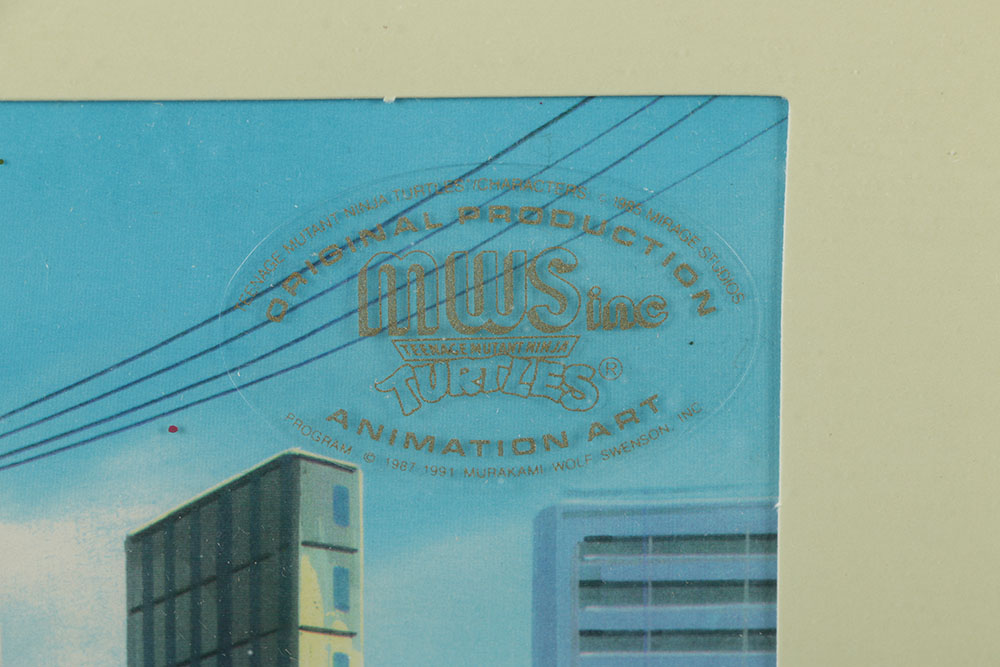 TEENAGE MUTANT NINJA TURTLES CHARACTERS © MIRAGE STUDIOS
ORIGINAL PRODUCTION
MWS inc
TEENAGE MUTANT NINJA
TURTLES®
ANIMATION ART
PROGRAM © 1987-1991 MURAKAMI WOLF SWENSON, INC